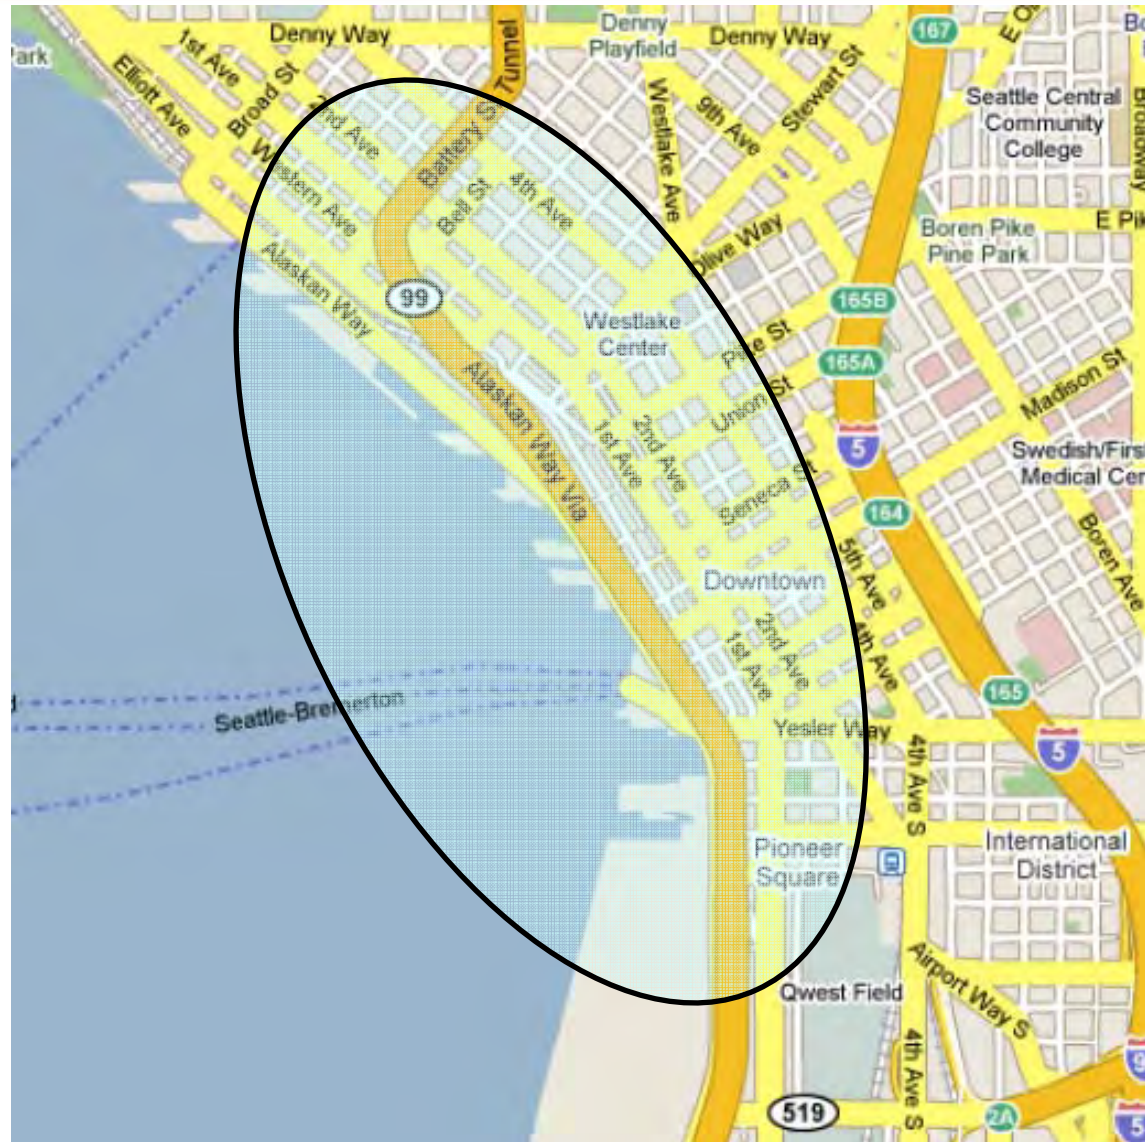 Denny Way
Denny
Playfield
Denny Way
167
E Ol
Bo
Park
1st Ave
Elliott Ave
Broad St
2nd Ave
Western Ave
Battery St
Tunnel
Bell St
4th Ave
Westlake Ave
9th Ave
Stewart St
Seattle Central
Community
College
Broadway
Olive Way
Boren Pike
Pine Park
E Pi
Alaskan Way
99
Westlake
Center
165B
Pike St
165A
Union St
Madison St
Alaskan Way Via
1st Ave
2nd Ave
Seneca St
5
Swedish/Firs
Medical Cen
164
Boren Ave
Downtown
5th Ave
4th Ave
1st Ave
2nd Ave
Seattle-Bremerton
d
165
Yesler Way
4th Ave S
5
Pioneer
Square
International
District
Qwest Field
Airport Way S
4th Ave S
519
2A
9
5